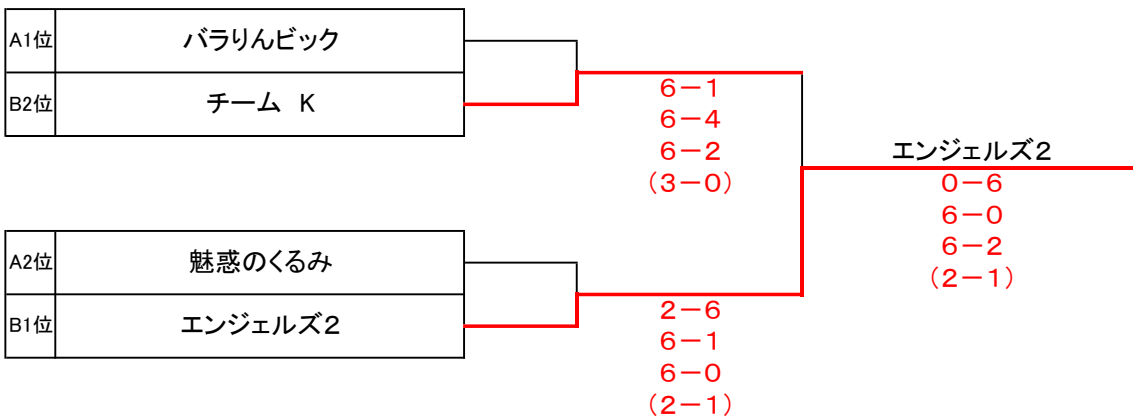 A1位 バラりんビック
B2位 チーム K
6-1
6-4
6-2
(3-0)
エンジェルズ2
0-6
6-0
6-2
(2-1)
A2位 魅惑のくるみ
B1位 エンジェルズ2
2-6
6-1
6-0
(2-1)